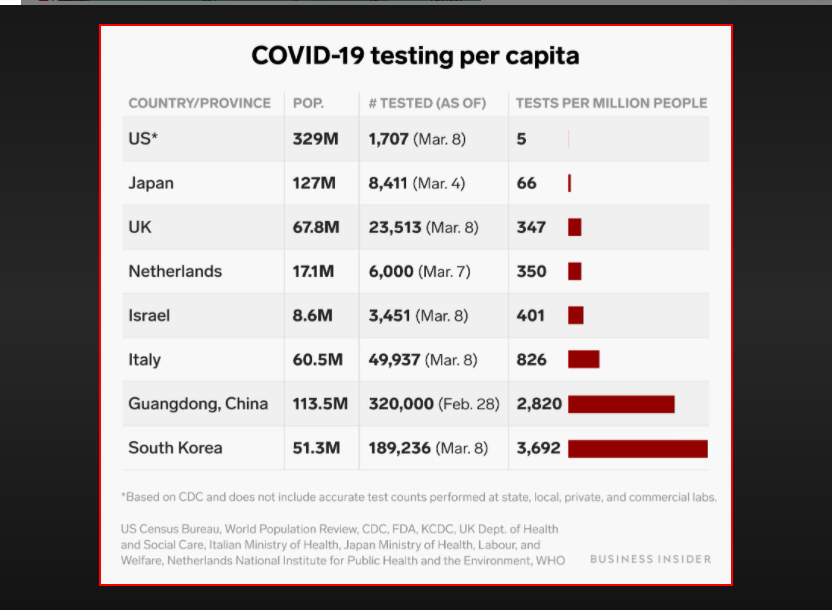 COVID-19 testing per capita
COUNTRY/PROVINCE POP. # TESTED (AS OF) TESTS PER MILLION PEOPLE
US* 329M 1,707 (Mar. 8) 5
Japan 127M 8,411 (Mar. 4) 66
UK 67.8M 23,513 (Mar. 8) 347
Netherlands 17.1M 6,000 (Mar. 7) 350
Israel 8.6M 3,451 (Mar. 8) 401
Italy 60.5M 49,937 (Mar. 8) 826
Guangdong, China 113.5M 320,000 (Feb. 28) 2,820
South Korea 51.3M 189,236 (Mar. 8) 3,692
*Based on CDC and does not include accurate test counts performed at state, local, private, and commercial labs.
US Census Bureau, World Population Review, CDC, FDA, KCDC, UK Dept. of Health
and Social Care, Italian Ministry of Health, Japan Ministry of Health, Labour, and
Welfare, Netherlands National Institute for Public Health and the Environment, WHO
BUSINESS INSIDER